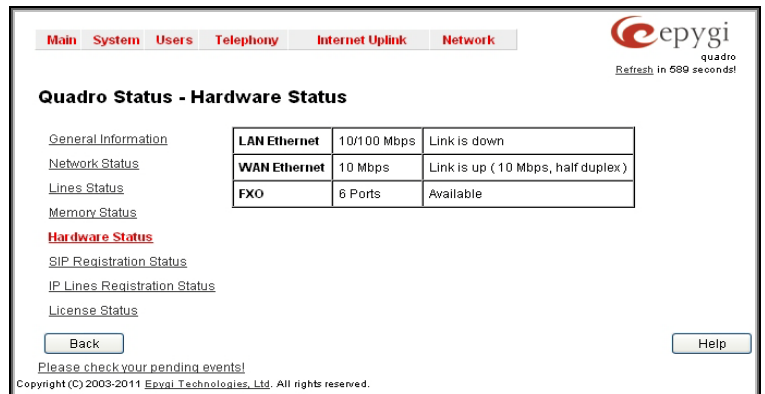 Main System Users Telephony Internet Uplink Network
epygi
quadro
Refresh in 589 seconds!
Quadro Status - Hardware Status
General Information
Network Status
Lines Status
Memory Status
Hardware Status
SIP Registration Status
IP Lines Registration Status
License Status
LAN Ethernet 10/100 Mbps Link is down
WAN Ethernet 10 Mbps Link is up ( 10 Mbps, half duplex )
FXO 6 Ports Available
Back
Help
Please check your pending events!
Copyright (C) 2003-2011 Epygi Technologies, Ltd. All rights reserved.